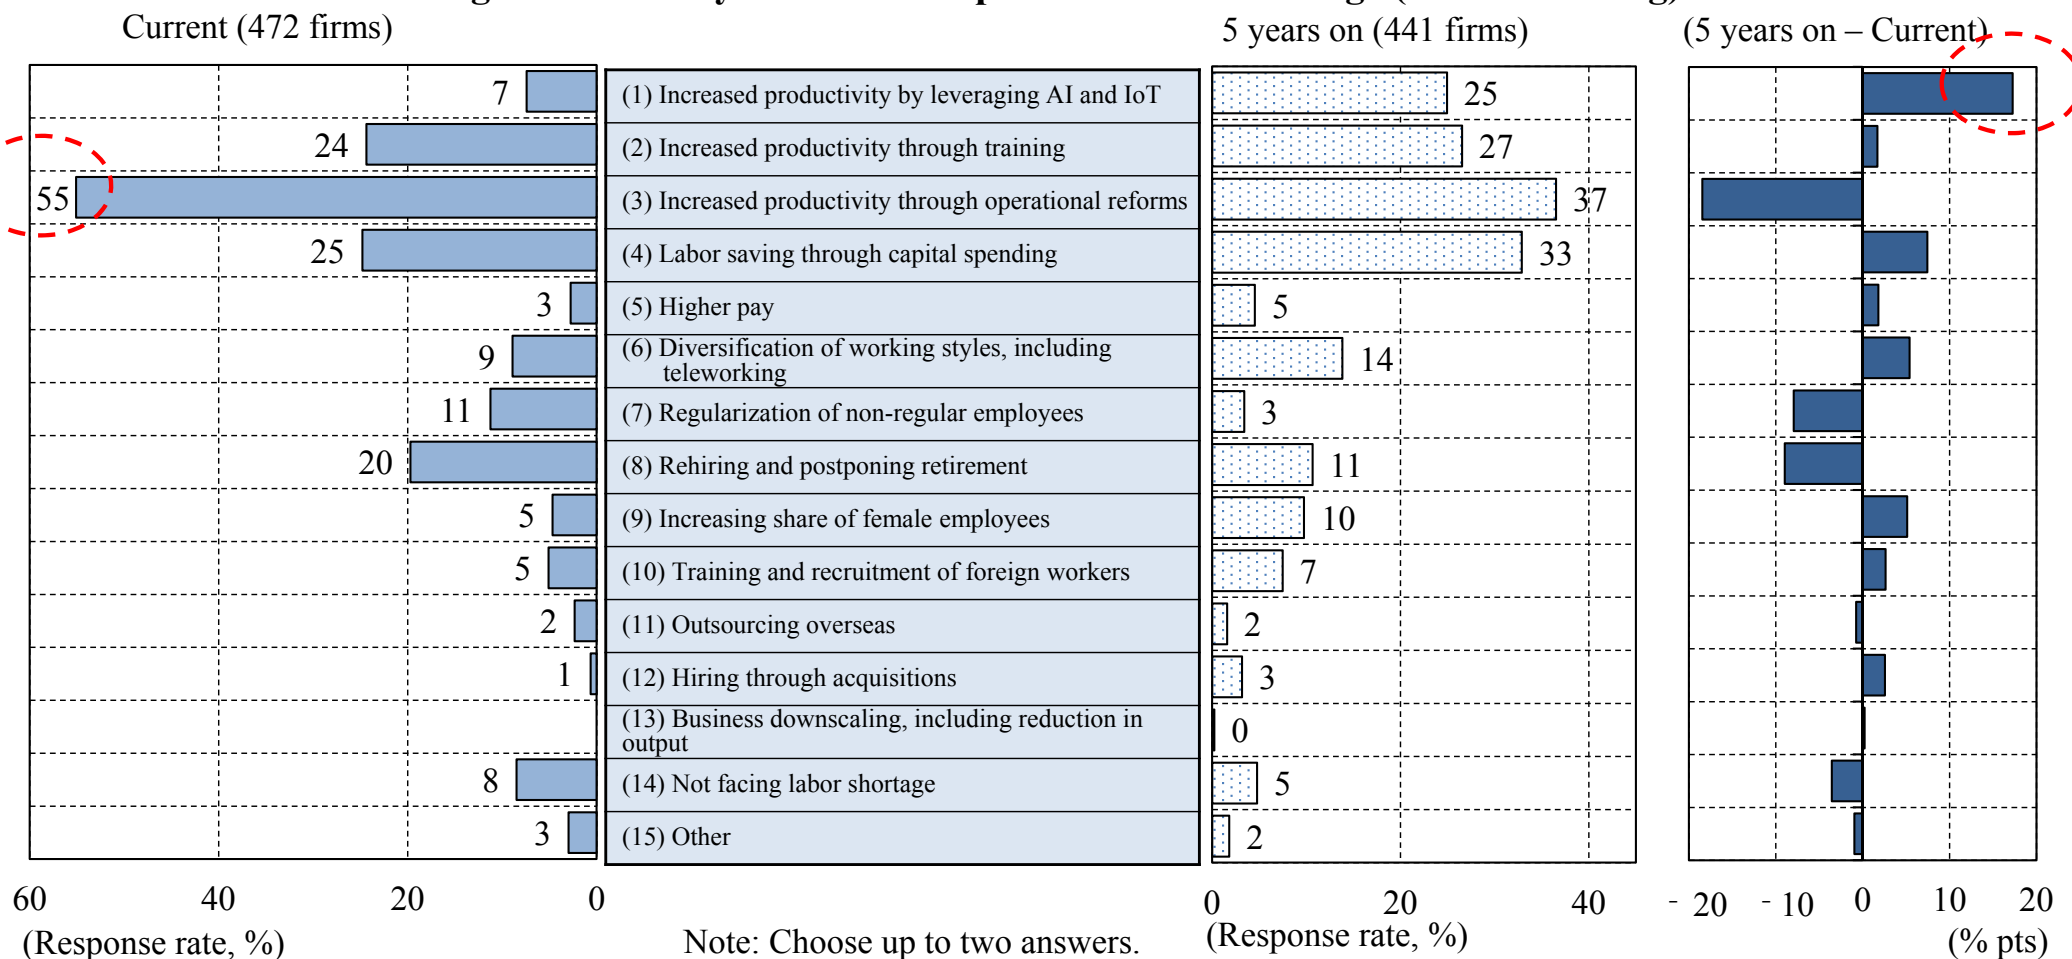 Current (472 firms)
5 years on (441 firms)
(5 years on – Current)
7
(1) Increased productivity by leveraging AI and IoT
25
24
(2) Increased productivity through training
27
55
(3) Increased productivity through operational reforms
37
25
(4) Labor saving through capital spending
33
3
(5) Higher pay
5
9
(6) Diversification of working styles, including
teleworking
14
11
(7) Regularization of non-regular employees
3
20
(8) Rehiring and postponing retirement
11
5
(9) Increasing share of female employees
10
5
(10) Training and recruitment of foreign workers
7
2
(11) Outsourcing overseas
2
1
(12) Hiring through acquisitions
3
(13) Business downscaling, including reduction in
output
0
8
(14) Not facing labor shortage
5
3
(15) Other
2
60 40 20 0
0 20 40
- 20 - 10 0 10 20
(Response rate, %)
Note: Choose up to two answers.
(Response rate, %)
(% pts)